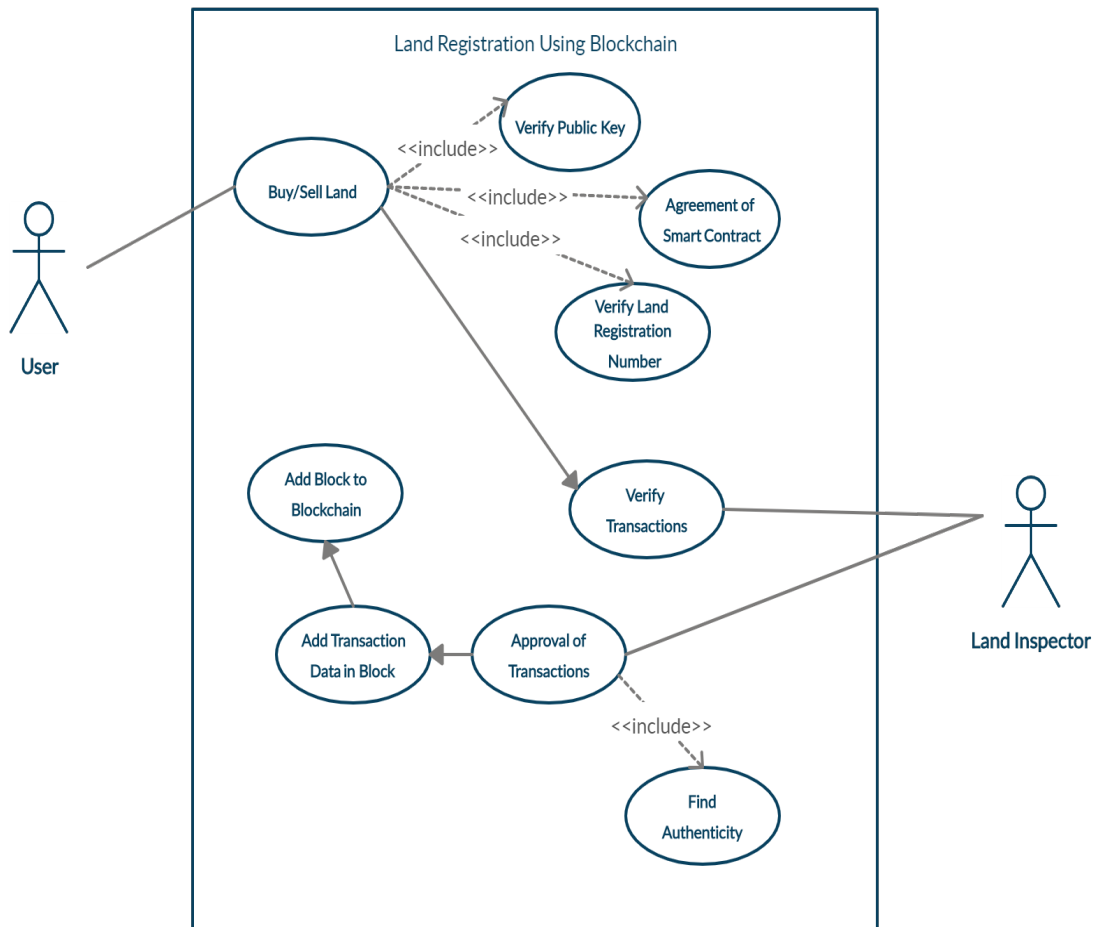 Land Registration Using Blockchain
Verify Public Key
<<include>>
Buy/Sell Land
<<include>>
Agreement of
Smart Contract
<<include>>
Verify Land
Registration
Number
User
Add Block to
Blockchain
Verify
Transactions
Land Inspector
Add Transaction
Data in Block
Approval of
Transactions
<<include>>
Find
Authenticity